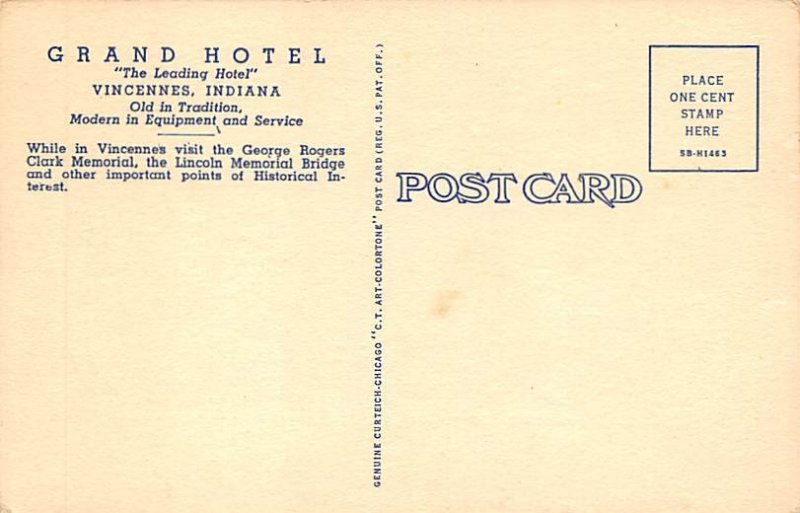 GRAND HOTEL
"The Leading Hotel"
VINCENNES, INDIANA
Old in Tradition,
Modern in Equipment and Service
While in Vincennes visit the George Rogers
Clark Memorial, the Lincoln Memorial Bridge
and other important points of Historical In-
terest.
GENUINE CURTEICH-CHICAGO "C.T. ART-COLORTONE" POST CARD (REG. U.S. PAT. OFF.)
POST CARD
PLACE
ONE CENT
STAMP
HERE
5B-H1463